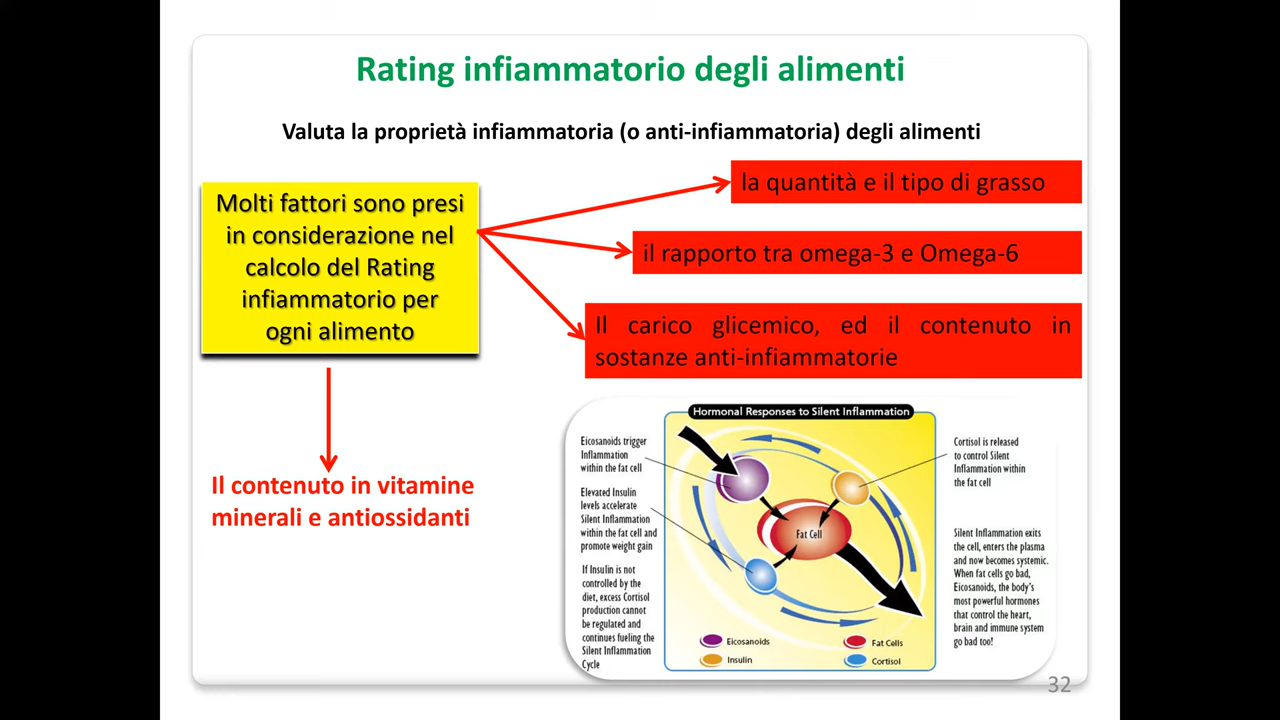 Rating infiammatorio degli alimenti
Valuta la proprietà infiammatoria (o anti-infiammatoria) degli alimenti
Molti fattori sono presi
in considerazione nel
calcolo del Rating
infiammatorio per
ogni alimento
la quantità e il tipo di grasso
il rapporto tra omega-3 e Omega-6
Il carico glicemico, ed il contenuto in
sostanze anti-infiammatorie
Il contenuto in vitamine
minerali e antiossidanti
Hormonal Responses to Silent Inflammation
Eicosanoids trigger
Inflammation
within the fat cell
Elevated Insulin
levels accelerate
Silent Inflammation
within the fat cell and
promote weight gain
If Insulin is not
controlled by the
diet, excess Cortisol
production cannot
be regulated and
continues fueling the
Silent Inflammation
Cycle
Fat Cell
Cortisol is released
to control Silent
Inflammation within
the fat cell
Silent Inflammation exits
the cell, enters the plasma
and now becomes systemic.
When fat cells go bad,
Eicosanoids, the body's
most powerful hormones
that control the heart,
brain and immune system
go bad too!
Eicosanoids
Fat Cells
Insulin
Cortisol
32